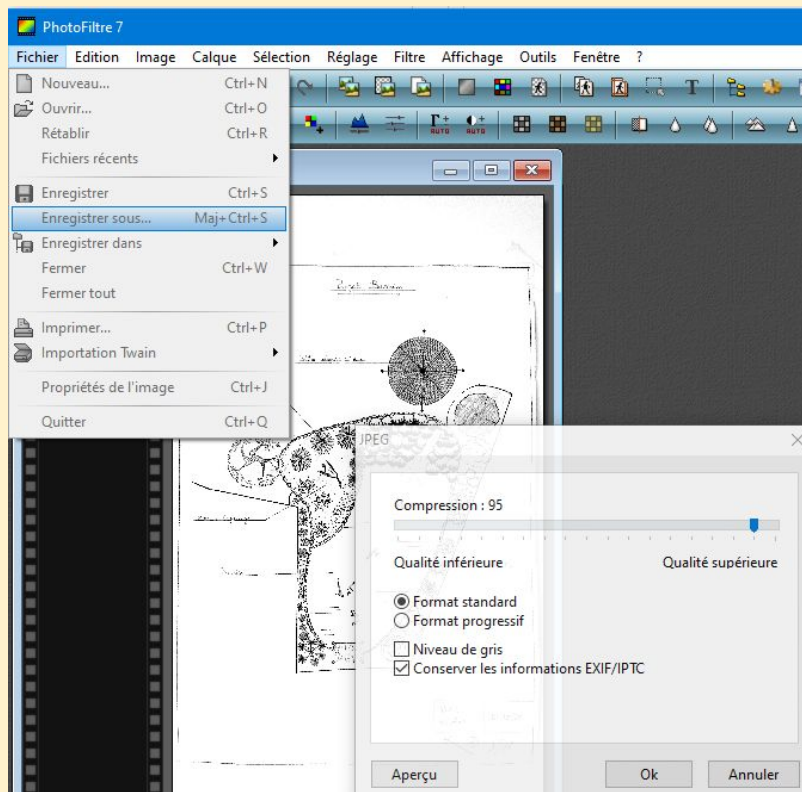 PhotoFiltre 7
Fichier Edition Image Calque Sélection Réglage Filtre Affichage Outils Fenêtre ?
Nouveau... Ctrl+N
Ouvrir... Ctrl+O
Rétablir Ctrl+R
Fichiers récents
Enregistrer Ctrl+S
Enregistrer sous... Maj+Ctrl+S
Enregistrer dans
Fermer Ctrl+W
Fermer tout
Imprimer... Ctrl+P
Importation Twain
Propriétés de l'image Ctrl+J
Quitter Ctrl+Q
AUTO AUTO
T
JPEG
Compression : 95
Qualité inférieure Qualité supérieure
Format standard
Format progressif
Niveau de gris
Conserver les informations EXIF/IPTC
Aperçu Ok Annuler